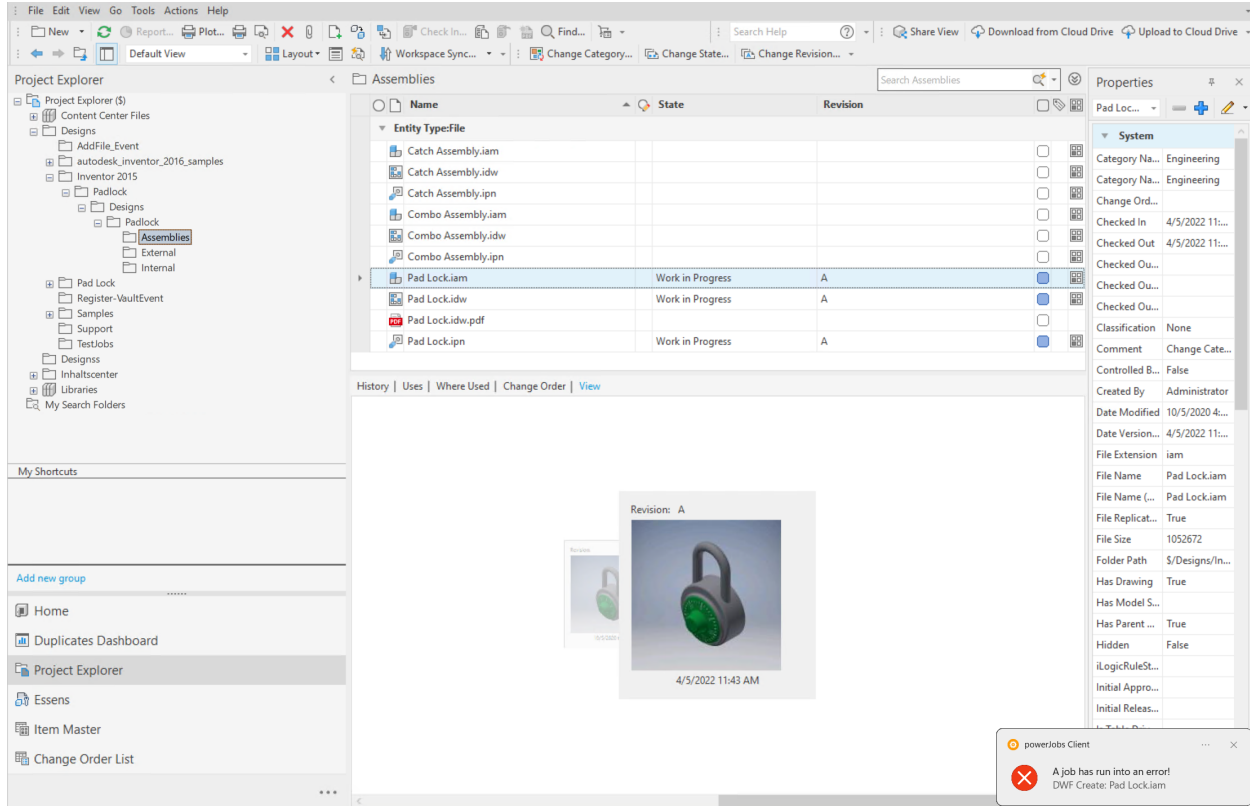 File Edit View Go Tools Actions Help
New Report... Plot... Check In... Find... Search Help Share View Download from Cloud Drive Upload to Cloud Drive
Default View Layout Workspace Sync... Change Category... Change State... Change Revision...
Project Explorer
Project Explorer ($)
Content Center Files
Designs
AddFile_Event
autodesk_inventor_2016_samples
Inventor 2015
Padlock
Designs
Padlock
Assemblies
External
Internal
Pad Lock
Register-VaultEvent
Samples
Support
TestJobs
Designss
Inhaltscenter
Libraries
My Search Folders
My Shortcuts
Add new group
Home
Duplicates Dashboard
Project Explorer
Essens
Item Master
Change Order List
Assemblies Search Assemblies
Name State Revision
Entity Type:File
Catch Assembly.iam
Catch Assembly.idw
Catch Assembly.ipn
Combo Assembly.iam
Combo Assembly.idw
Combo Assembly.ipn
Pad Lock.iam Work in Progress A
Pad Lock.idw Work in Progress A
PDF Pad Lock.idw.pdf
Pad Lock.ipn Work in Progress A
History | Uses | Where Used | Change Order | View
Revision: A
4/5/2022 11:43 AM
Revision:
Properties
Pad Loc...
System
Category Na... Engineering
Category Na... Engineering
Change Ord...
Checked In 4/5/2022 11:...
Checked Out 4/5/2022 11:...
Checked Ou...
Checked Ou...
Checked Ou...
Classification None
Comment Change Cate...
Controlled B... False
Created By Administrator
Date Modified 10/5/2020 4:...
Date Version... 4/5/2022 11:...
File Extension iam
File Name Pad Lock.iam
File Name (... Pad Lock.iam
File Replicat... True
File Size 1052672
Folder Path $/Designs/In...
Has Drawing True
Has Model S...
Has Parent ... True
Hidden False
iLogicRuleSt...
Initial Appro...
Initial Releas...
powerJobs Client
A job has run into an error!
DWF Create: Pad Lock.iam